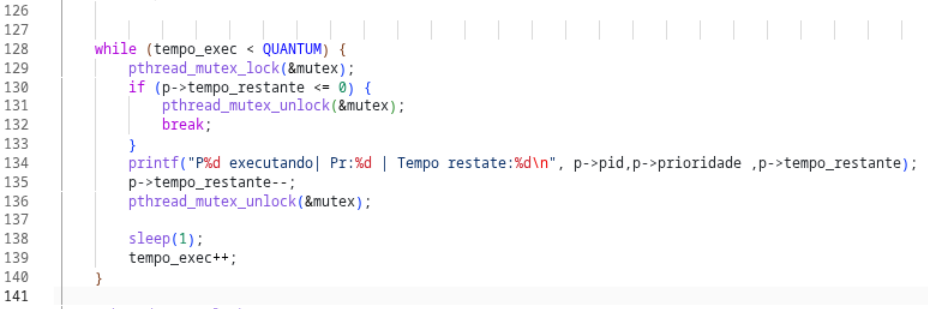 126
127
128 while (tempo_exec < QUANTUM) {
129 pthread_mutex_lock(&mutex);
130 if (p->tempo_restante <= 0) {
131 pthread_mutex_unlock(&mutex);
132 break;
133 }
134 printf("P%d executando| Pr:%d | Tempo restate:%d\n", p->pid,p->prioridade ,p->tempo_restante);
135 p->tempo_restante--;
136 pthread_mutex_unlock(&mutex);
137
138 sleep(1);
139 tempo_exec++;
140 }
141